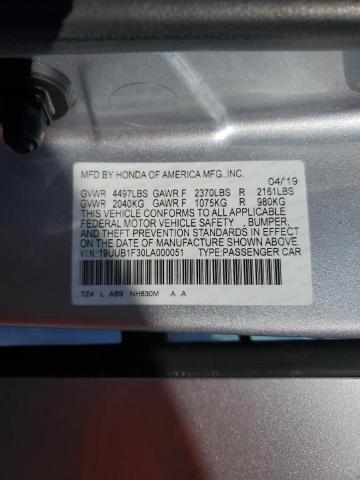 MFD.BY HONDA OF AMERICA MFG.,INC.
04/19
GVWR 4497LBS GAWR F 2370LBS R 2161LBS
GVWR 2040KG GAWR F 1075KG R 980KG
THIS VEHICLE CONFORMS TO ALL APPLICABLE
FEDERAL MOTOR VEHICLE SAFETY , BUMPER,
AND THEFT PREVENTION STANDARDS IN EFFECT
ON THE DATE OF MANUFACTURE SHOWN ABOVE.
V.I.N.:19UUB1F30LA000051 TYPE:PASSENGER CAR
TZ4 L AB9 NH830M A A